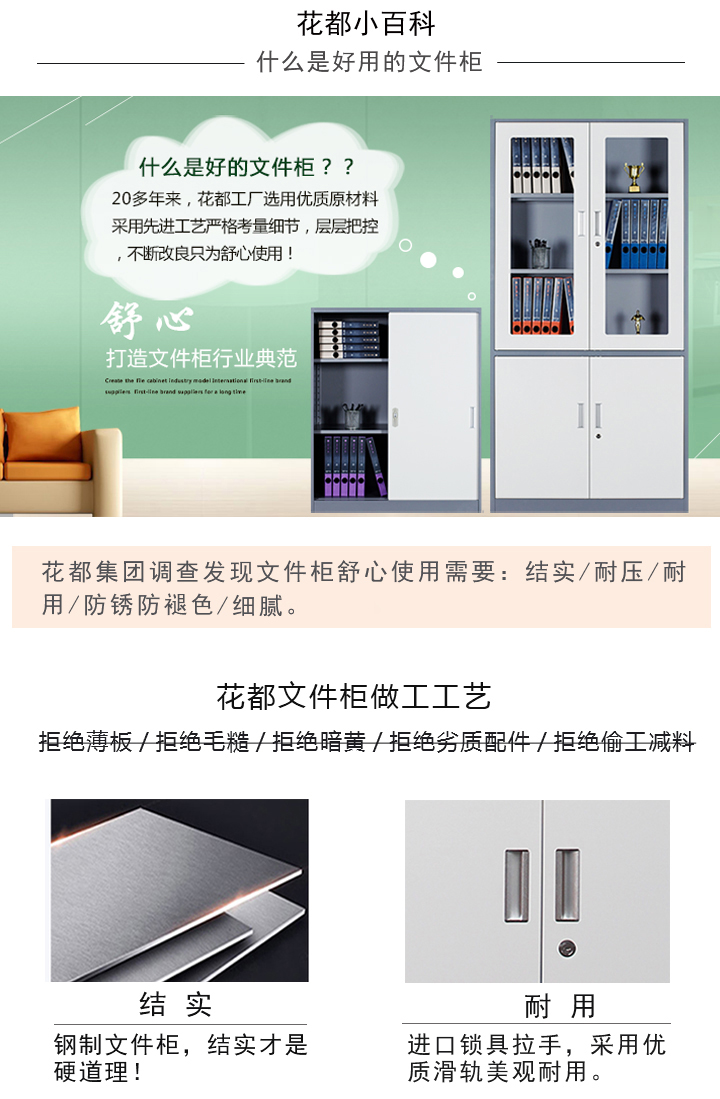 花都小百科
什么是好用的文件柜
什么是好的文件柜？？
20多年来，花都工厂选用优质原材料
采用先进工艺严格考量细节，层层把控
，不断改良只为舒心使用！
舒心
打造文件柜行业典范
Create the file cabinet industry model international first-line brand
suppliers first-line brand suppliers for a long time
花都集团调查发现文件柜舒心使用需要：结实/耐压/耐
用/防锈防褪色/细腻。
花都文件柜做工工艺
拒绝薄板/拒绝毛糙/拒绝暗黄/拒绝劣质配件/拒绝偷工减料
结 实
钢制文件柜，结实才是
硬道理！
耐 用
进口锁具拉手，采用优
质滑轨美观耐用。